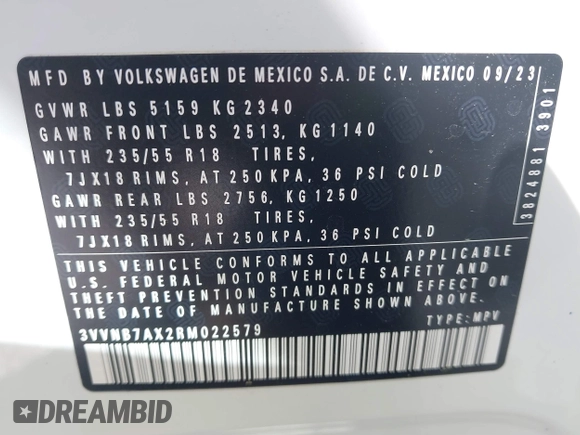 MFD BY VOLKSWAGEN DE MEXICO S.A. DE C.V. MEXICO 09/23
GVWR LBS 5159 KG 2340
GAWR FRONT LBS 2513, KG 1140
WITH 235/55 R18 TIRES,
7JX18 RIMS, AT 250 KPA, 36 PSI COLD
GAWR REAR LBS 2756, KG 1250
WITH 235/55 R18 TIRES,
7JX18 RIMS, AT 250 KPA, 36 PSI COLD
THIS VEHICLE CONFORMS TO ALL APPLICABLE
U.S. FEDERAL MOTOR VEHICLE SAFETY AND
THEFT PREVENTION STANDARDS IN EFFECT ON
THE DATE OF MANUFACTURE SHOWN ABOVE.
3VVNB7AX2RM022579
TYPE: MPV
3824881 3901
DREAMBID